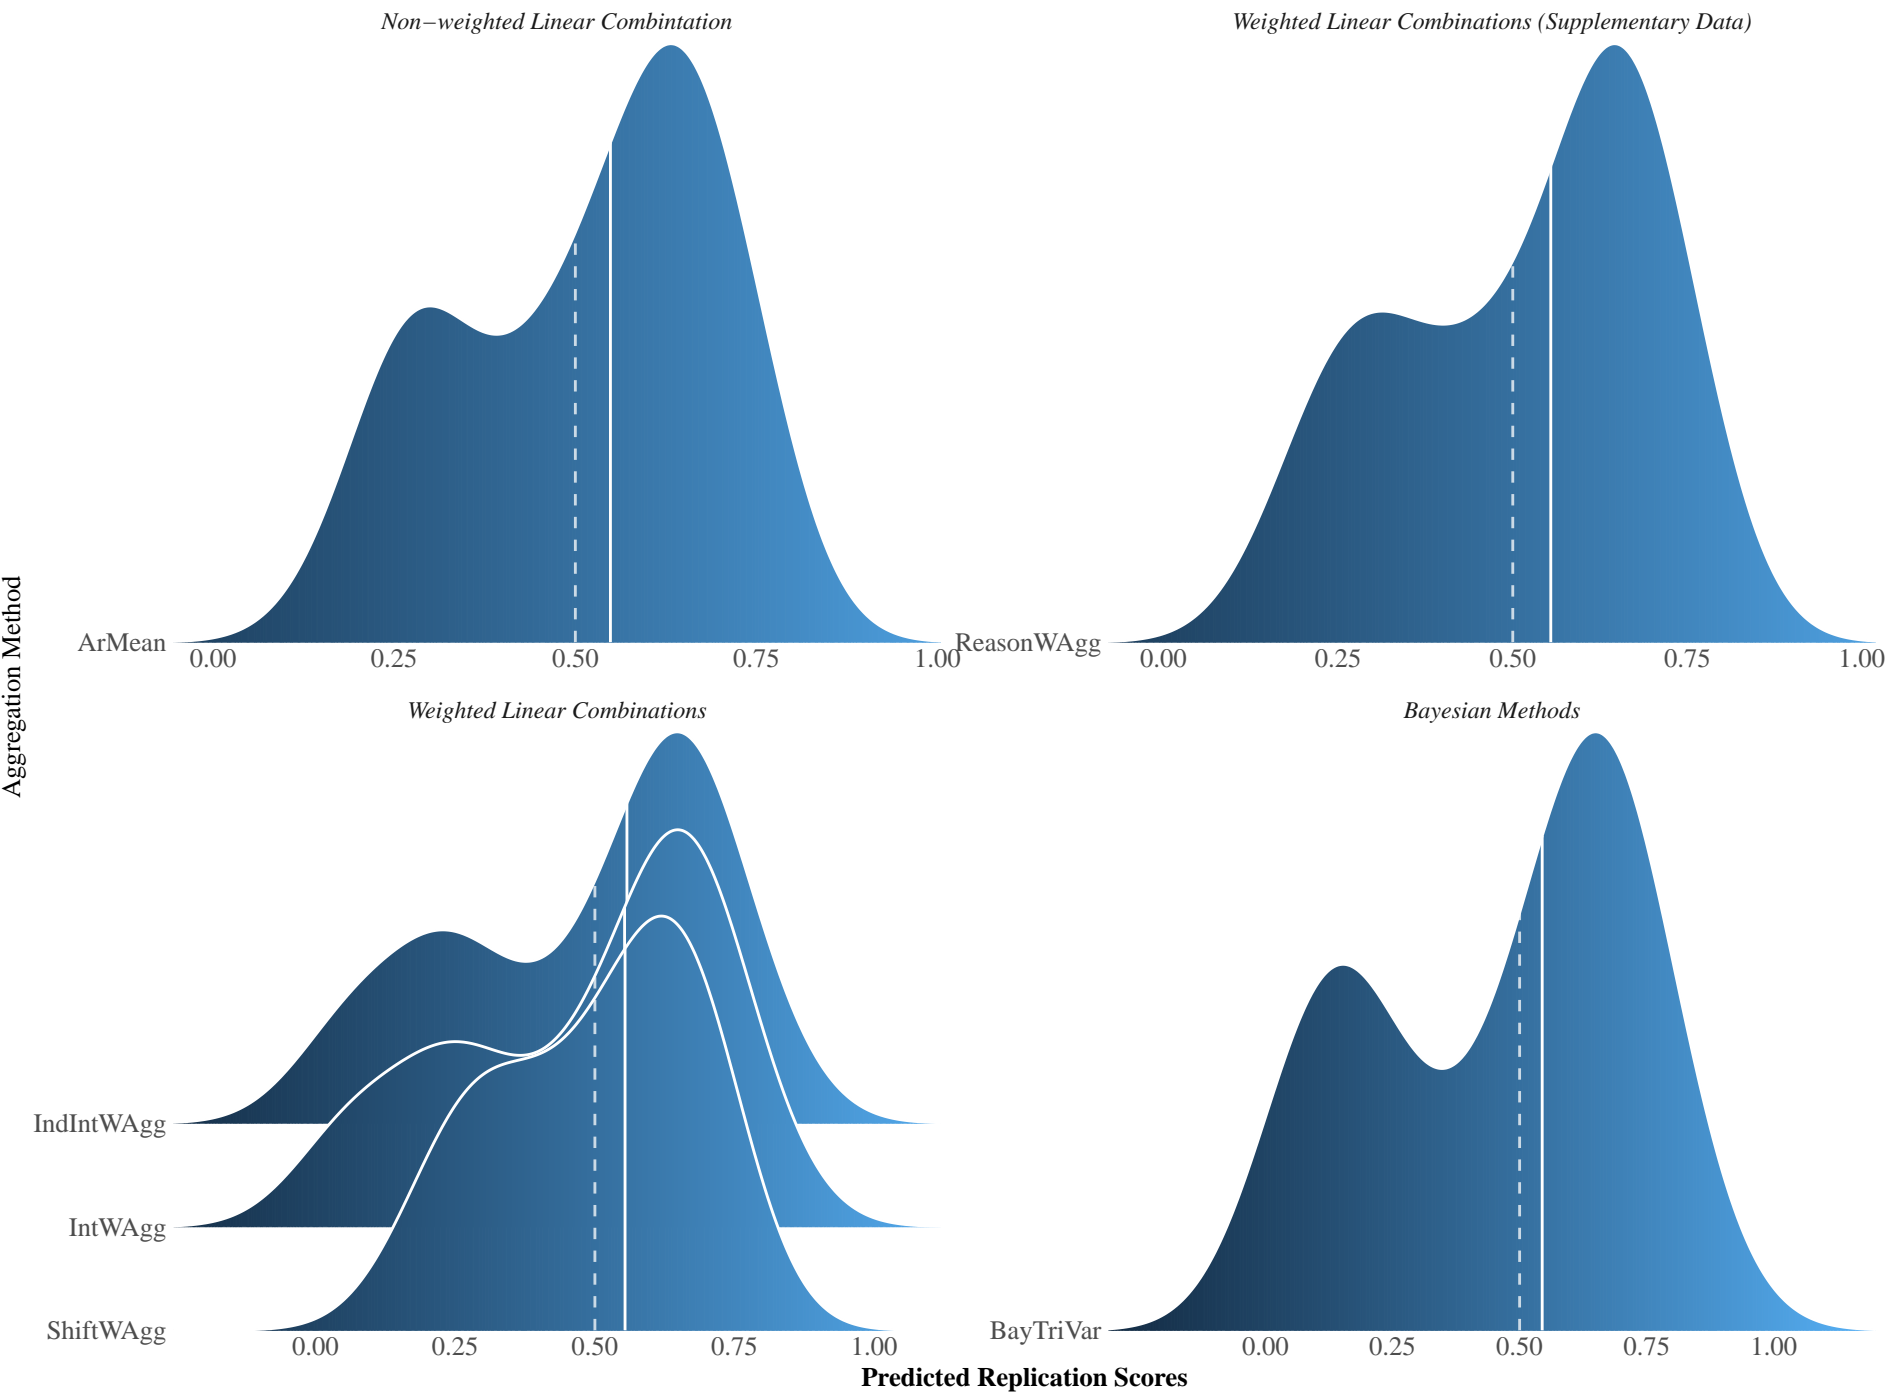 Non−weighted Linear Combintation
Weighted Linear Combinations (Supplementary Data)
Aggregation Method
ArMean
0.00 0.25 0.50 0.75 1.00
ReasonWAgg
0.00 0.25 0.50 0.75 1.00
Weighted Linear Combinations
Bayesian Methods
IndIntWAgg
IntWAgg
ShiftWAgg
0.00 0.25 0.50 0.75 1.00
BayTriVar
0.00 0.25 0.50 0.75 1.00
Predicted Replication Scores